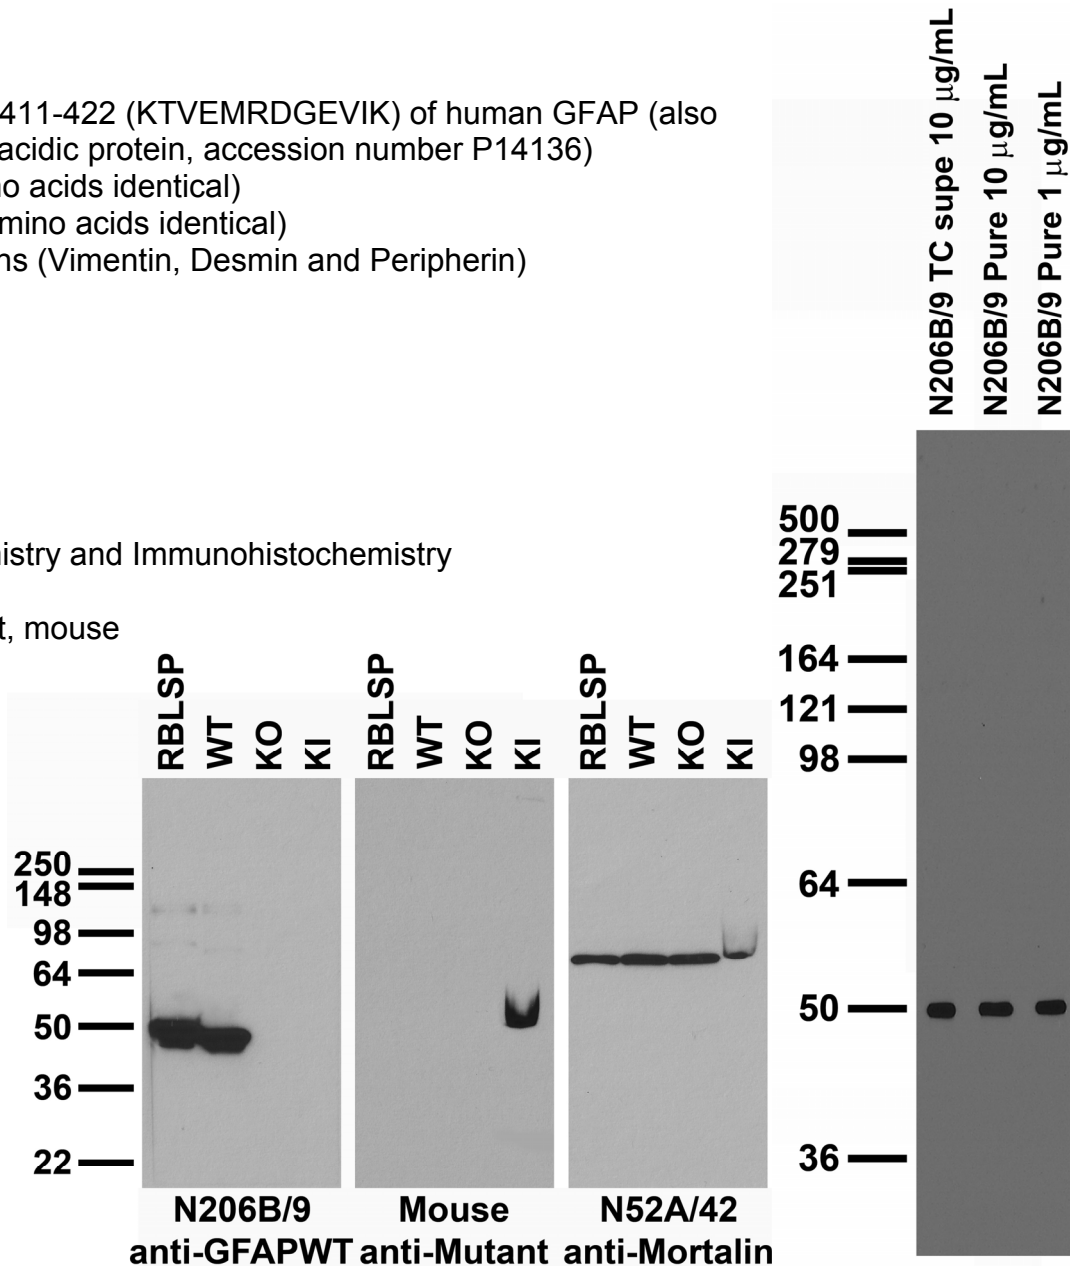 411-422 (KTVEMRDGEVIK) of human GFAP (also
acidic protein, accession number P14136)
no acids identical)
mino acids identical)
ns (Vimentin, Desmin and Peripherin)
istry and Immunohistochemistry
t, mouse
RBLSP WT KO KI
RBLSP WT KO KI
RBLSP WT KO KI
250
148
98
64
50
36
22
N206B/9
anti-GFAPWT
Mouse
anti-Mutant
N52A/42
anti-Mortalin
N206B/9 TC supe 10 µg/mL
N206B/9 Pure 10 µg/mL
N206B/9 Pure 1 µg/mL
500
279
251
164
121
98
64
50
36